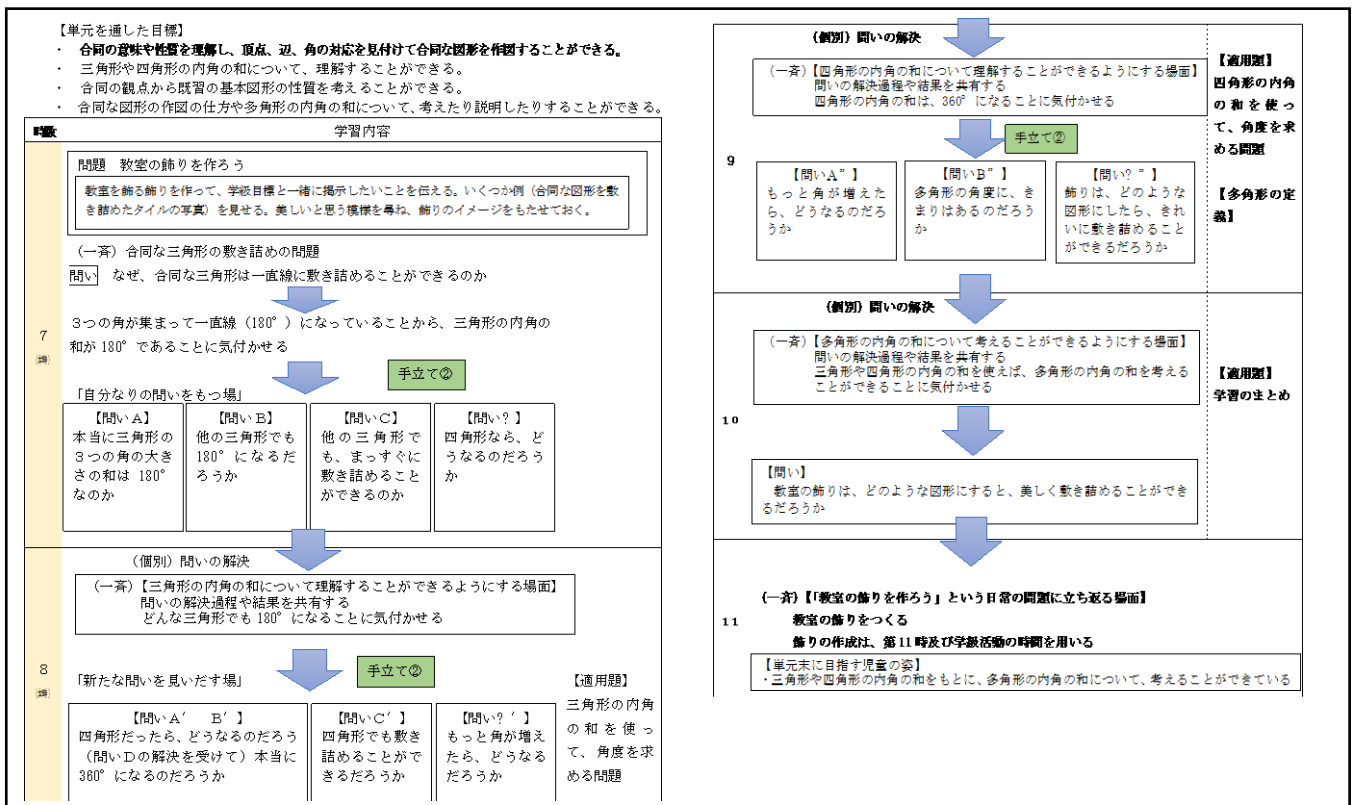 【単元を通した目標】
・ 合同の意味や性質を理解し、頂点、辺、角の対応を見付けて合同な図形を作図することができる。
・ 三角形や四角形の内角の和について、理解することができる。
・ 合同の観点から既習の基本図形の性質を考えることができる。
・ 合同な図形の作図の仕方や多角形の内角の和について、考えたり説明したりすることができる。
時数
学習内容
問題 教室の飾りを作ろう
教室を飾る飾りを作って、学級目標と一緒に掲示したいことを伝える。いくつか例（合同な図形を敷
き詰めたタイルの写真）を見せる。美しいと思う模様を尋ね、飾りのイメージをもたせておく。
（一斉）合同な三角形の敷き詰めの問題
問い なぜ、合同な三角形は一直線に敷き詰めることができるのか
7
３つの角が集まって一直線（180°）になっていることから、三角形の内角の
和が 180°であることに気付かせる
手立て②
「自分なりの問いをもつ場」
【問いA】
本当に三角形の
３つの角の大き
さの和は 180°
なのか
【問いB】
他の三角形でも
180°になるだ
ろうか
【問いC】
他の三角形で
も、まっすぐに
敷き詰めること
ができるのか
【問い？】
四角形なら、ど
うなるのだろう
か
（個別）問いの解決
（一斉）【三角形の内角の和について理解することができるようにする場面】
問いの解決過程や結果を共有する
どんな三角形でも 180°になることに気付かせる
8
手立て②
「新たな問いを見いだす場」
【問いA′ B′】
四角形だったら、どうなるのだろう
（問いＤの解決を受けて）本当に
360°になるのだろうか
【問いC′】
四角形でも敷き
詰めることがで
きるだろうか
【問い？′】
もっと角が増え
たら、どうなる
だろうか
【適用題】
三角形の内角
の和を使っ
て、角度を求
める問題
（個別）問いの解決
（一斉）【四角形の内角の和について理解することができるようにする場面】
問いの解決過程や結果を共有する
四角形の内角の和は、360°になることに気付かせる
手立て②
9
【問いA”】
もっと角が増えた
ら、どうなるのだろ
うか
【問いB”】
多角形の角度に、き
まりはあるのだろう
か
【問い？”】
飾りは、どのような
図形にしたら、きれ
いに敷き詰めること
ができるだろうか
【適用題】
四角形の内角
の和を使っ
て、角度を求
める問題
【多角形の定
義】
（個別）問いの解決
（一斉）【多角形の内角の和について考えることができるようにする場面】
問いの解決過程や結果を共有する
三角形や四角形の内角の和を使えば、多角形の内角の和を考える
ことができることに気付かせる
【適用題】
学習のまとめ
10
【問い】
教室の飾りは、どのような図形にすると、美しく敷き詰めることができ
るだろうか
（一斉）【「教室の飾りを作ろう」という日常の問題に立ち返る場面】
11
教室の飾りをつくる
飾りの作成は、第11時及び学級活動の時間を用いる
【単元末に目指す児童の姿】
・三角形や四角形の内角の和をもとに、多角形の内角の和について、考えることができている